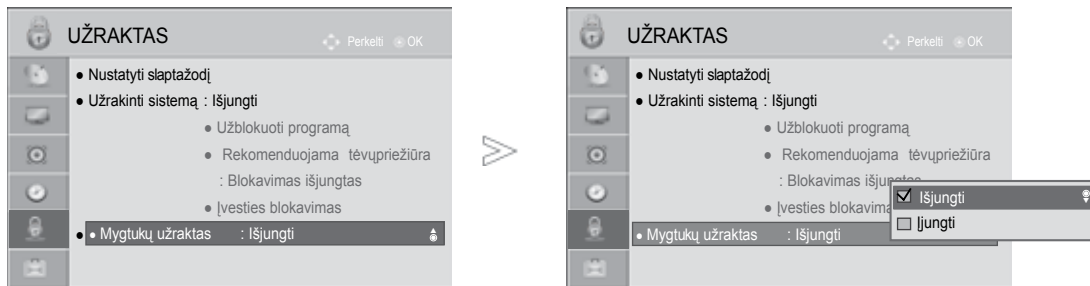 UŽRAKTAS
Perkelti OK
● Nustatyti slaptažodį
● Užrakinti sistemą : Išjungti
● Užblokuoti programą
● Rekomenduojama tėvųpriežiūra
: Blokavimas išjungtas
● Įvesties blokavimas
● ● Mygtukų užraktas : Išjungti
>
UŽRAKTAS
Perkelti OK
● Nustatyti slaptažodį
● Užrakinti sistemą : Išjungti
● Užblokuoti programą
● Rekomenduojama tėvųpriežiūra
: Blokavimas išjungtas
● Įvesties blokavima
● Mygtukų užraktas : Išjungti
Išjungti
Įjungti